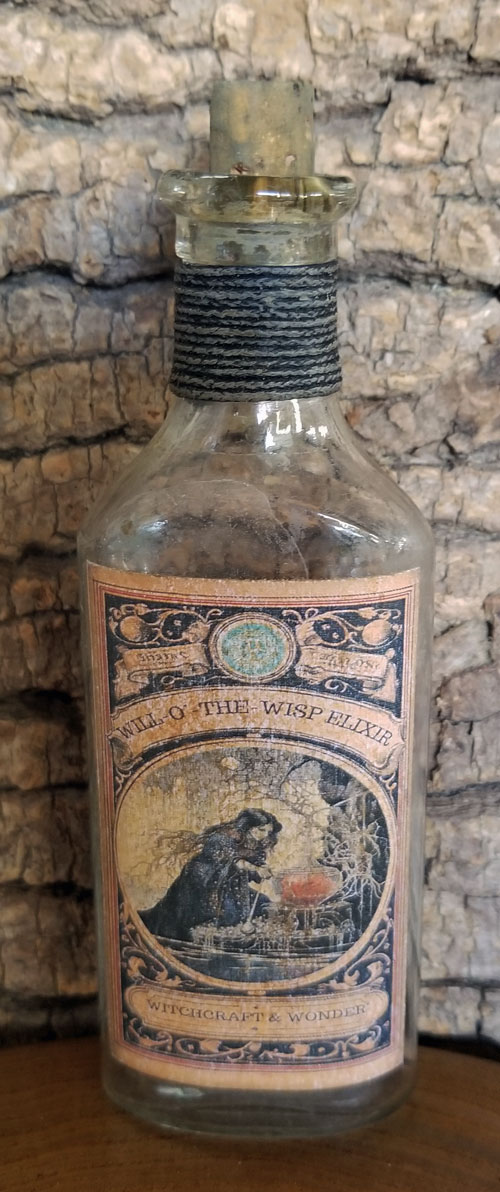 WILL-O'-THE-WISP ELIXIR
WITCHCRAFT & WONDER